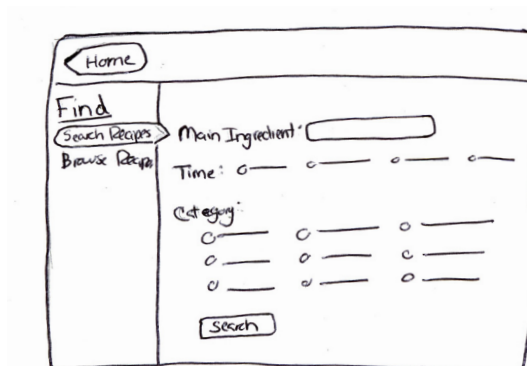 Home
Find
Search Recipes
Browse Recipes
Main Ingredient:
Time:
Category:
Search